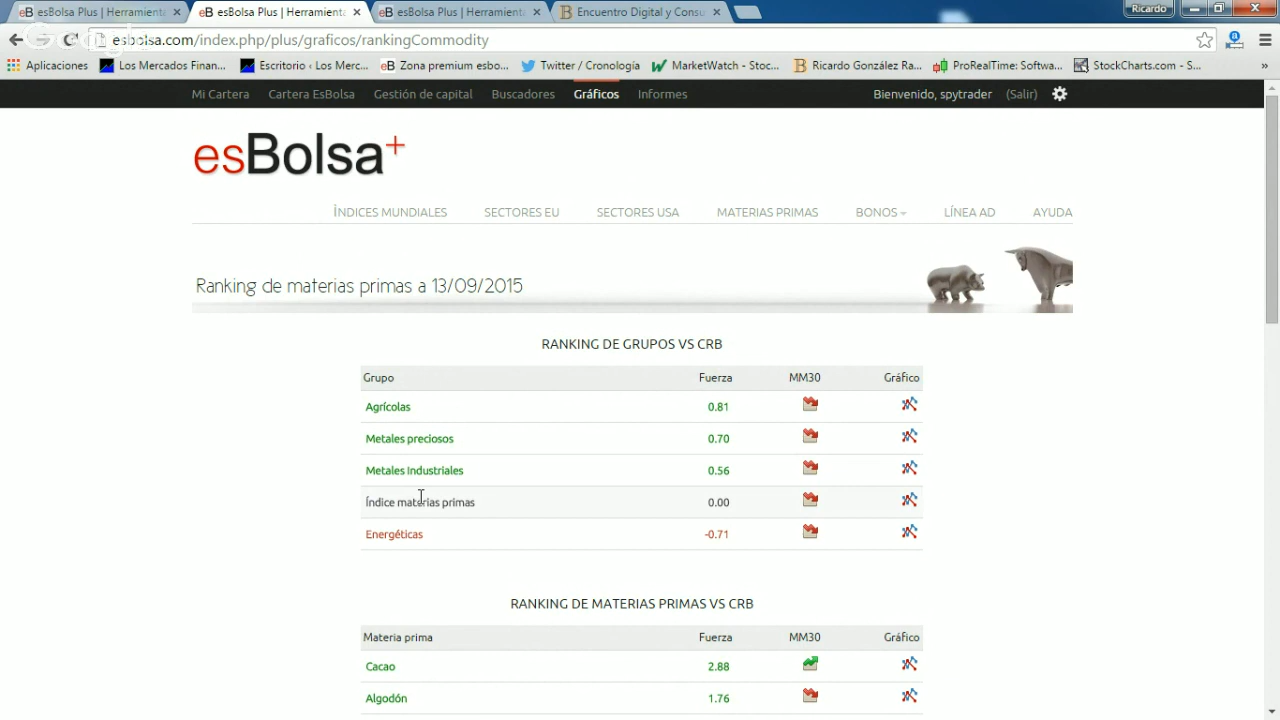 esBolsa Plus | Herramienta
esBolsa Plus | Herramienta
esBolsa Plus | Herramienta
Encuentro Digital y Consu
Ricardo
esbolsa.com/index.php/plus/graficos/rankingCommodity
Aplicaciones
Los Mercados Finan...
Escritorio ‹ Los Merc...
eB Zona premium esbo...
Twitter / Cronología
MarketWatch - Stoc...
Ricardo González Ra...
ProRealTime: Softwa...
StockCharts.com - S...
»
Mi Cartera Cartera EsBolsa Gestión de capital Buscadores Gráficos Informes Bienvenido, spytrader (Salir)
esBolsa+
ÍNDICES MUNDIALES SECTORES EU SECTORES USA MATERIAS PRIMAS BONOS LÍNEA AD AYUDA
Ranking de materias primas a 13/09/2015
RANKING DE GRUPOS VS CRB
Grupo Fuerza MM30 Gráfico
Agrícolas 0.81
Metales preciosos 0.70
Metales Industriales 0.56
Índice materias primas 0.00
Energéticas -0.71
RANKING DE MATERIAS PRIMAS VS CRB
Materia prima Fuerza MM30 Gráfico
Cacao 2.88
Algodón 1.76